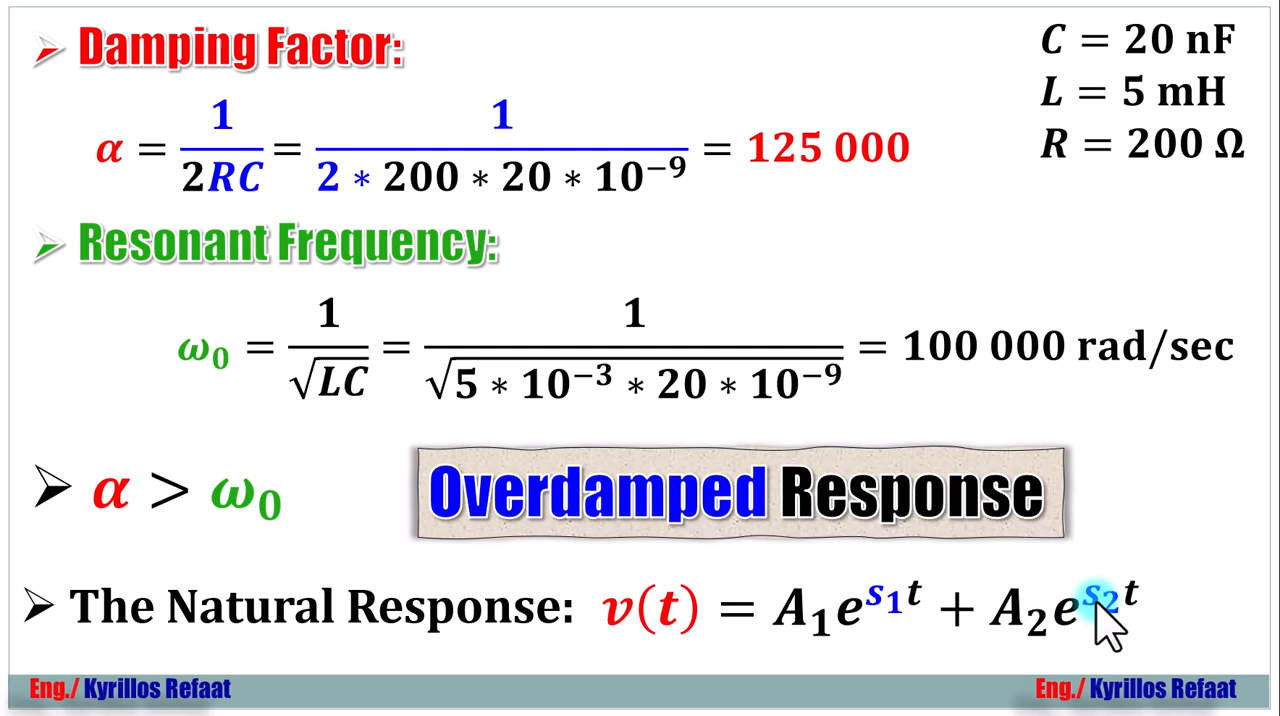 ➢ Damping Factor:
C = 20 nF
L = 5 mH
R = 200 Ω
α = 1 / 2RC = 1 / 2 * 200 * 20 * 10⁻⁹ = 125 000
➢ Resonant Frequency:
ω₀ = 1 / √LC = 1 / √5 * 10⁻³ * 20 * 10⁻⁹ = 100 000 rad/sec
➢ α > ω₀
Overdamped Response
➢ The Natural Response: v(t) = A₁e^s₁t + A₂e^s₂t
Eng./ Kyrillos Refaat
Eng./ Kyrillos Refaat